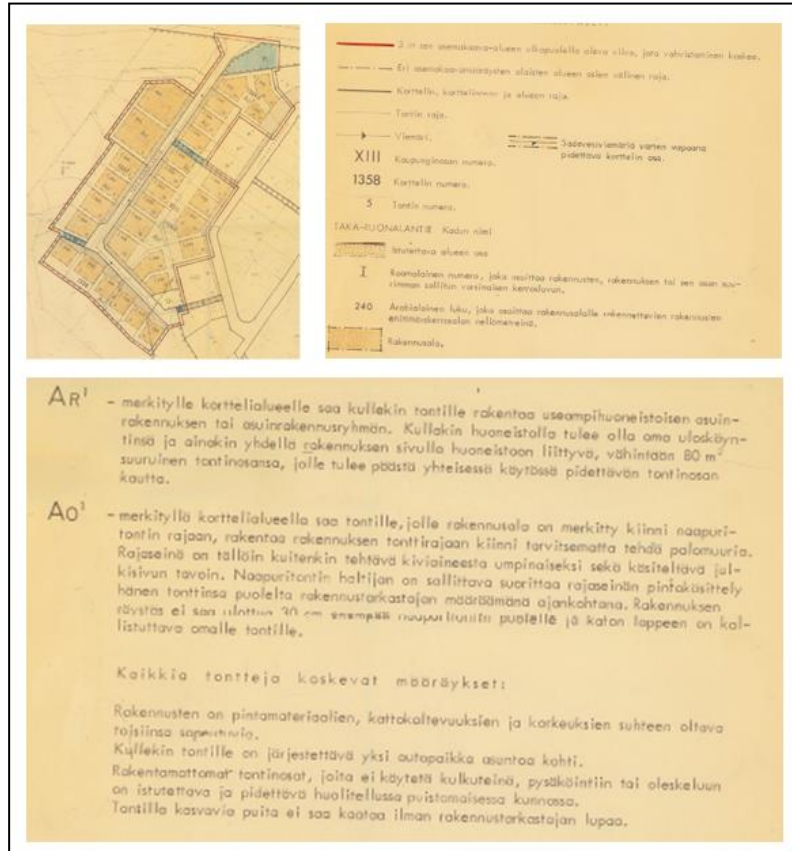 3 m sen asemakaava-alueen ulkopuolella oleva viiva, jota vahvistaminen koskee.
Eri asemakaavamääräysten alaisten alueen osien välinen raja.
Korttelin, korttelinosan ja alueen raja.
Tontin raja.
Viemäri.
Sadevesiviemäriä varten vapaana
pidettävä korttelin osa.
XIII Kaupunginosan numero.
1358 Korttelin numero.
5 Tontin numero.
TAKA-RUONALANTIE Kadun nimi
Istutettava alueen osa
I Roomalainen numero, joka osoittaa rakennusten, rakennuksen tai sen osan suu-
rimman sallitun varsinaisen kerrosluvun.
240 Arabialainen luku, joka osoittaa rakennusalalle rakennettavien rakennusten
enimmäiskerrosalan neliömetreinä.
Rakennusala.
AR¹ - merkitylle korttelialueelle saa kullekin tontille rakentaa useampihuoneistoisen asuin-
rakennuksen tai asuinrakennusryhmän. Kullakin huoneistolla tulee olla oma uloskäyn-
tinsä ja ainakin yhdellä rakennuksen sivulla huoneistoon liittyvä, vähintään 80 m²
suuruinen tontinosansa, jolle tulee päästä yhteisessä käytössä pidettävän tontinosan
kautta.
AO¹ -merkityllä korttelialueella saa tontille, jolle rakennusala on merkitty kiinni naapuri-
tontin rajaan, rakentaa rakennuksen tonttirajaan kiinni tarvitsematta tehdä palomuuria.
Rajaseinä on tällöin kuitenkin tehtävä kiviaineesta umpinaiseksi sekä käsiteltävä jul-
kisivun tavoin. Naapuritontin haltijan on sallittava suorittaa rajaseinän pintakäsittely
hänen tonttinsa puolelta rakennustarkastajan määräämänä ajankohtana. Rakennuksen
räystäs ei saa ulottua 30 cm enempää naapuritontin puolelle ja katon lappeen on kal-
listuttava omalle tontille.
Kaikkia tontteja koskevat määräykset:
Rakennusten on pintamateriaalien, kattokaltevuuksien ja korkeuksien suhteen oltava
toisiinsa sopeutuvia.
Kullekin tontille on järjestettävä yksi autopaikka asuntoa kohti.
Rakentamattomat tontinosat, joita ei käytetä kulkuteinä, pysäköintiin tai oleskeluun
on istutettava ja pidettävä huolitellussa puistomaisessa kunnossa.
Tontilla kasvavia puita ei saa kaataa ilman rakennustarkastajan lupaa.